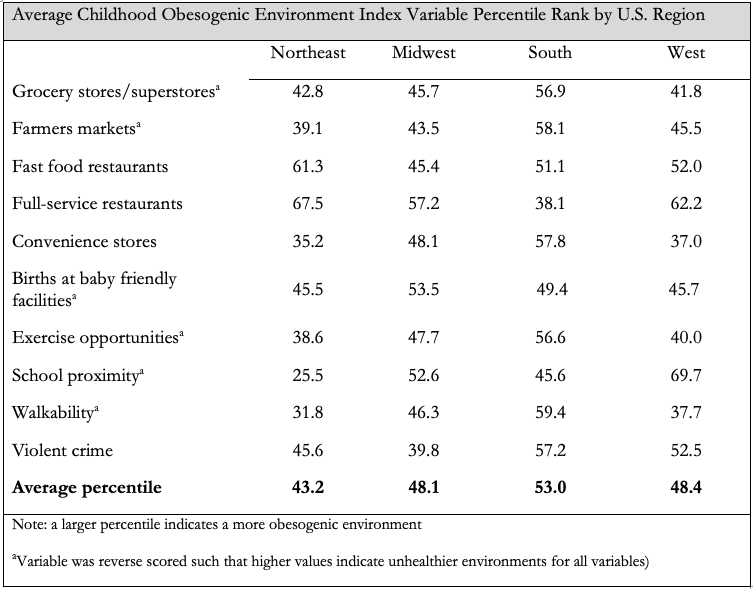 Average Childhood Obesogenic Environment Index Variable Percentile Rank by U.S. Region
Northeast Midwest South West
Grocery stores/superstoresᵃ 42.8 45.7 56.9 41.8
Farmers marketsᵃ 39.1 43.5 58.1 45.5
Fast food restaurants 61.3 45.4 51.1 52.0
Full-service restaurants 67.5 57.2 38.1 62.2
Convenience stores 35.2 48.1 57.8 37.0
Births at baby friendly
facilitiesᵃ 45.5 53.5 49.4 45.7
Exercise opportunitiesᵃ 38.6 47.7 56.6 40.0
School proximityᵃ 25.5 52.6 45.6 69.7
Walkabilityᵃ 31.8 46.3 59.4 37.7
Violent crime 45.6 39.8 57.2 52.5
Average percentile 43.2 48.1 53.0 48.4
Note: a larger percentile indicates a more obesogenic environment
ᵃVariable was reverse scored such that higher values indicate unhealthier environments for all variables)